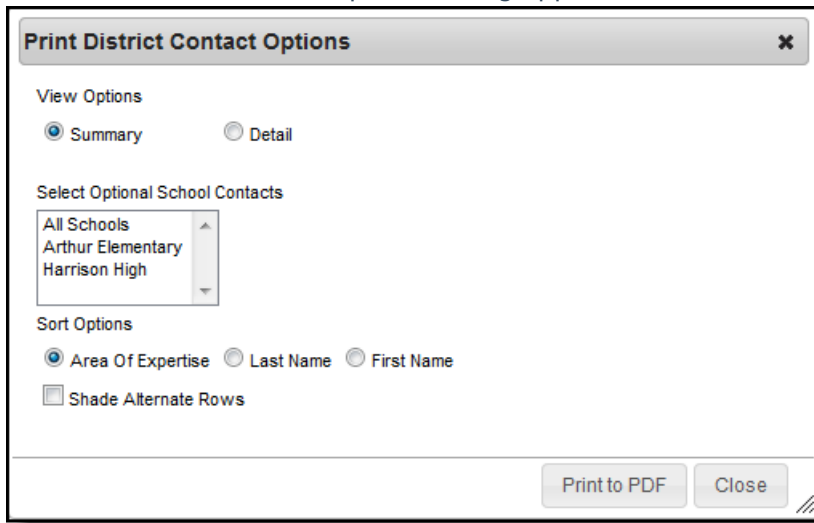 Print District Contact Options
View Options
Summary Detail
Select Optional School Contacts
All Schools
Arthur Elementary
Harrison High
Sort Options
Area Of Expertise Last Name First Name
Shade Alternate Rows
Print to PDF Close